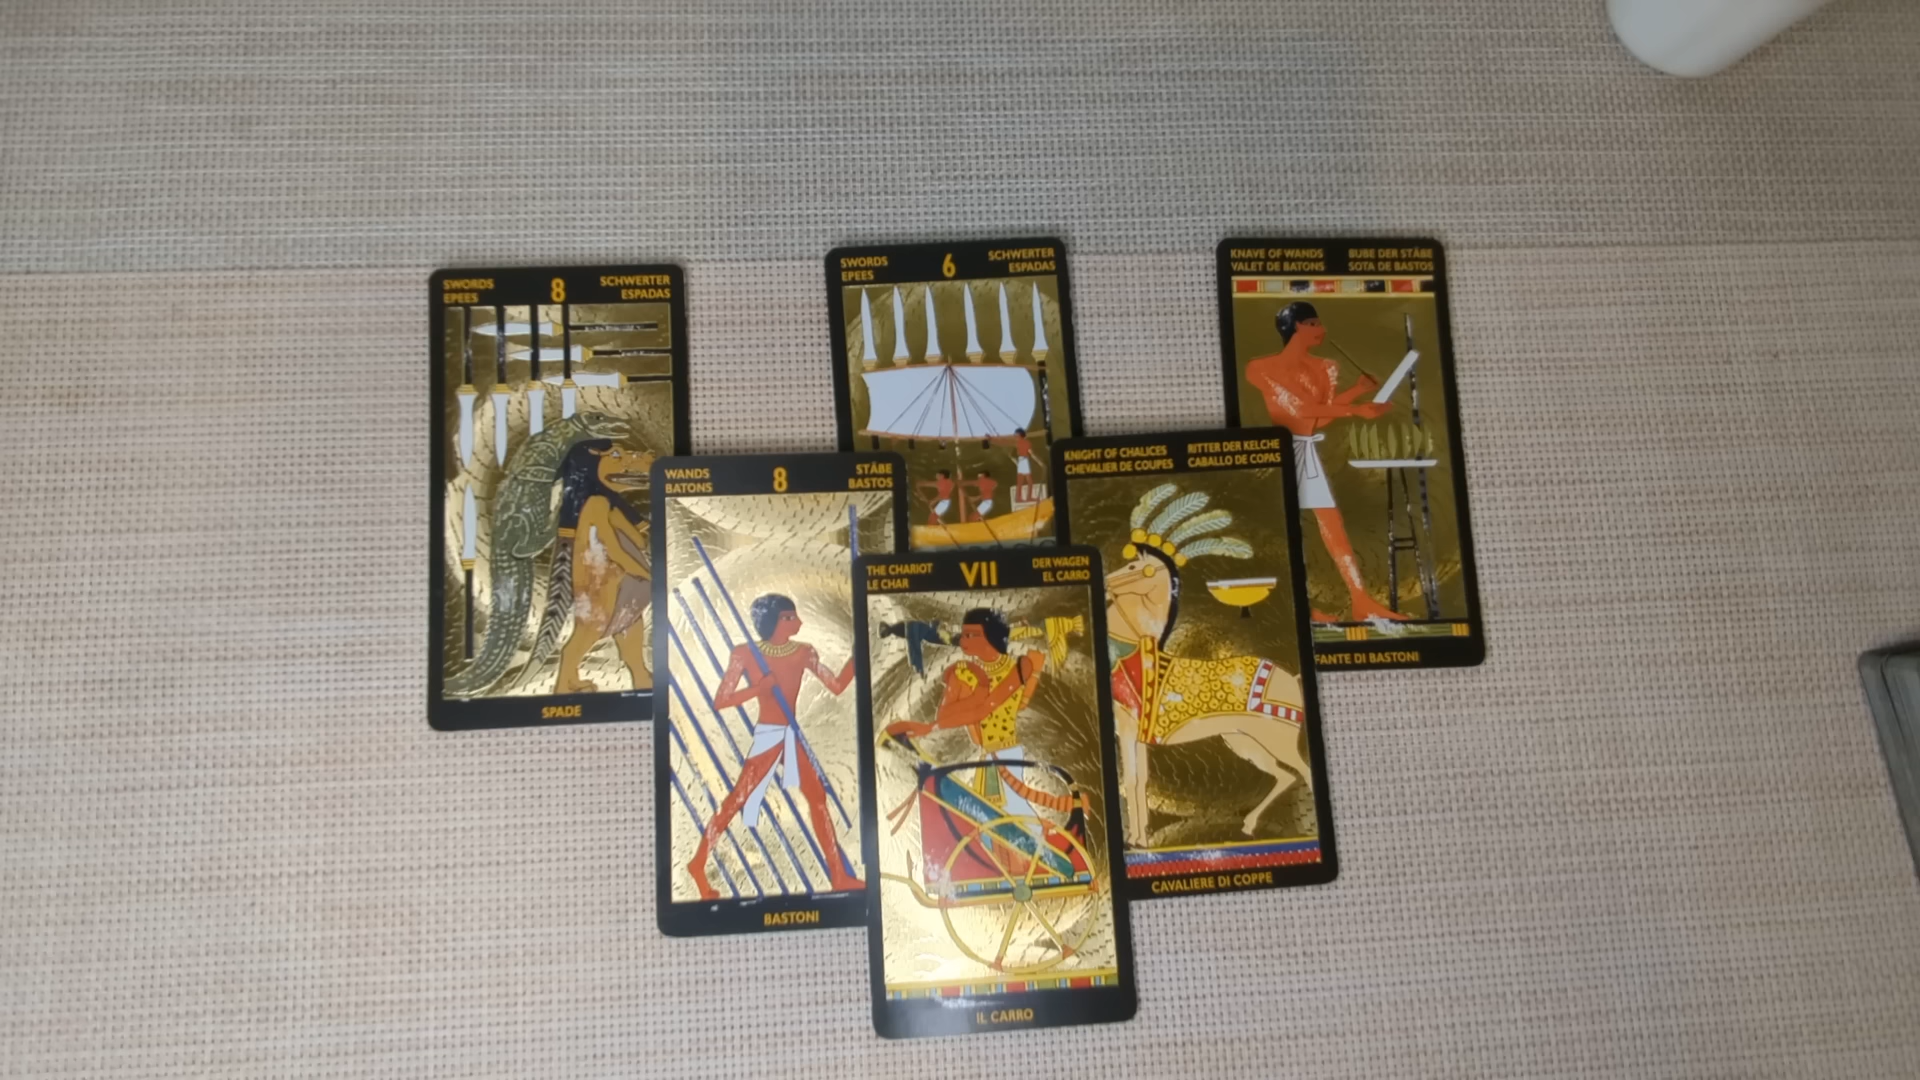 SWORDS 8 SCHWERTER
EPEES ESPADAS
SPADE
SWORDS 6 SCHWERTER
EPEES ESPADAS
KNAVE OF WANDS BUBE DER STÄBE
VALET DE BATONS SOTA DE BASTOS
FANTE DI BASTONI
WANDS 8 STÄBE
BATONS BASTOS
BASTONI
KNIGHT OF CHALICES RITTER DER KELCHE
CHEVALIER DE COUPES CABALLO DE COPAS
CAVALIERE DI COPPE
THE CHARIOT VII DER WAGEN
LE CHAR EL CARRO
IL CARRO